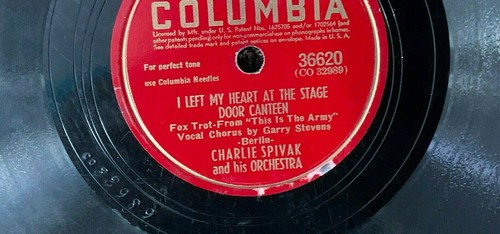 COLUMBIA
Licensed by Mfr. under U.S. Patent Nos. 1625705 and/or 1702564 (and
other patents pending) only for non-commercial use on phonographs in homes.
See detailed trade mark and patent notices on envelope. Made in U. S. A.
For perfect tone
use Columbia Needles
36620
(CO 32989)
I LEFT MY HEART AT THE STAGE
DOOR CANTEEN
Fox Trot-From "This Is The Army"
Vocal Chorus by Garry Stevens
-Berlin-
CHARLIE SPIVAK
and his ORCHESTRA